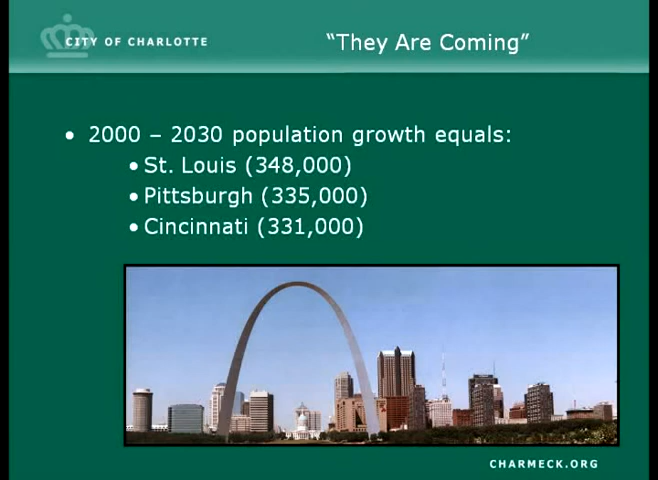 CITY OF CHARLOTTE
“They Are Coming”
• 2000 – 2030 population growth equals:
• St. Louis (348,000)
• Pittsburgh (335,000)
• Cincinnati (331,000)
CHARMECK.ORG